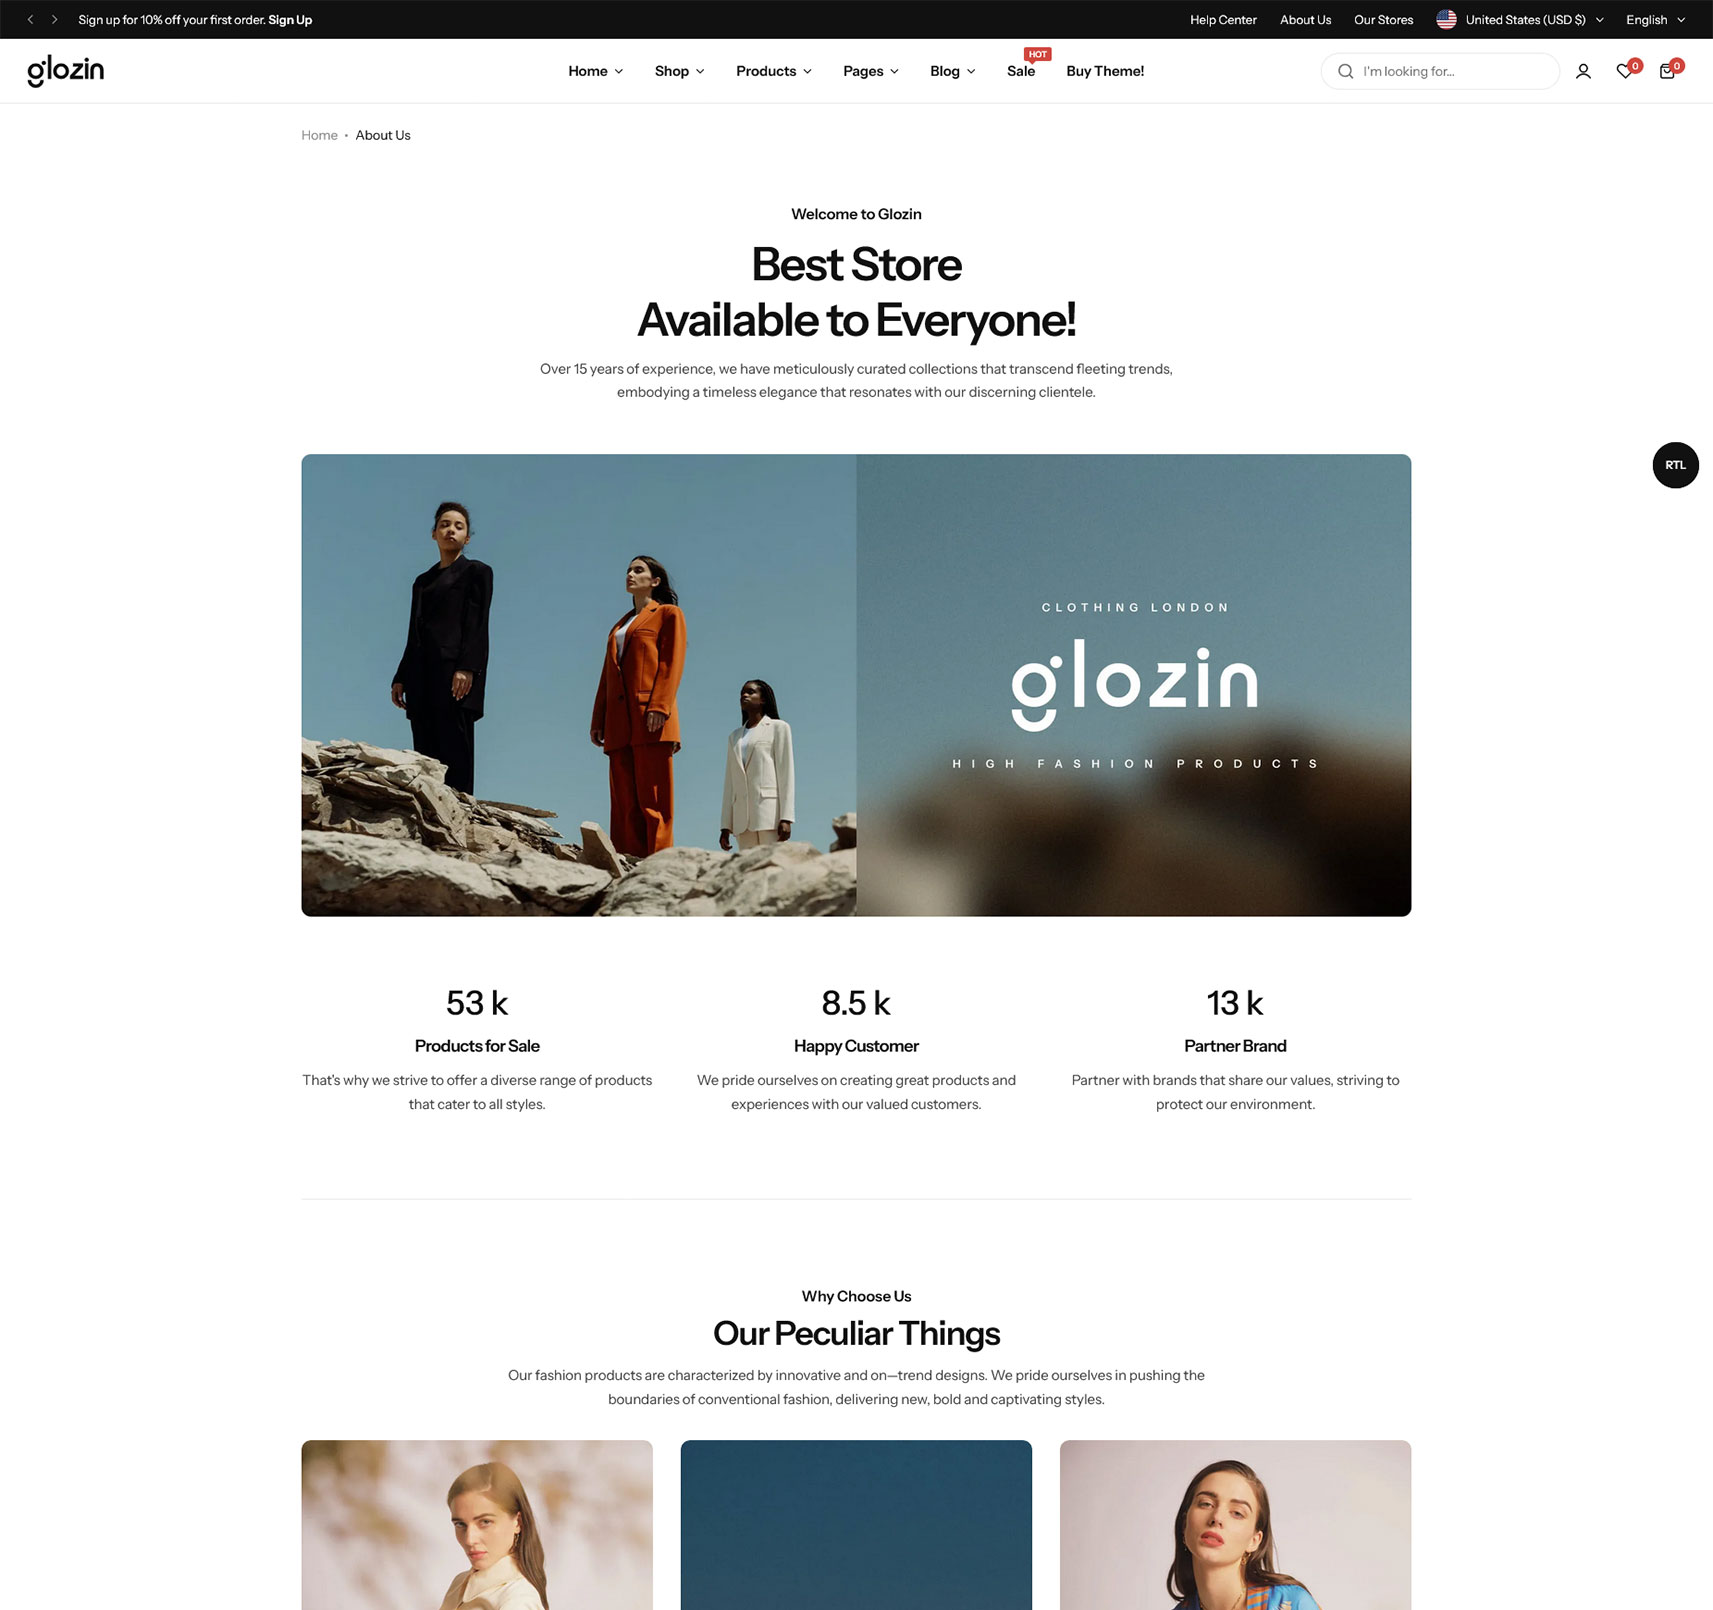 Sign up for 10% off your first order. Sign Up
Help Center
About Us
Our Stores
United States (USD $)
English
glozin
Home
Shop
Products
Pages
Blog
Sale
HOT
Buy Theme!
I'm looking for...
0
0
Home • About Us
Welcome to Glozin
Best Store
Available to Everyone!
Over 15 years of experience, we have meticulously curated collections that transcend fleeting trends,
embodying a timeless elegance that resonates with our discerning clientele.
RTL
CLOTHING LONDON
glozin
HIGH FASHION PRODUCTS
53 k
Products for Sale
That's why we strive to offer a diverse range of products
that cater to all styles.
8.5 k
Happy Customer
We pride ourselves on creating great products and
experiences with our valued customers.
13 k
Partner Brand
Partner with brands that share our values, striving to
protect our environment.
Why Choose Us
Our Peculiar Things
Our fashion products are characterized by innovative and on—trend designs. We pride ourselves in pushing the
boundaries of conventional fashion, delivering new, bold and captivating styles.